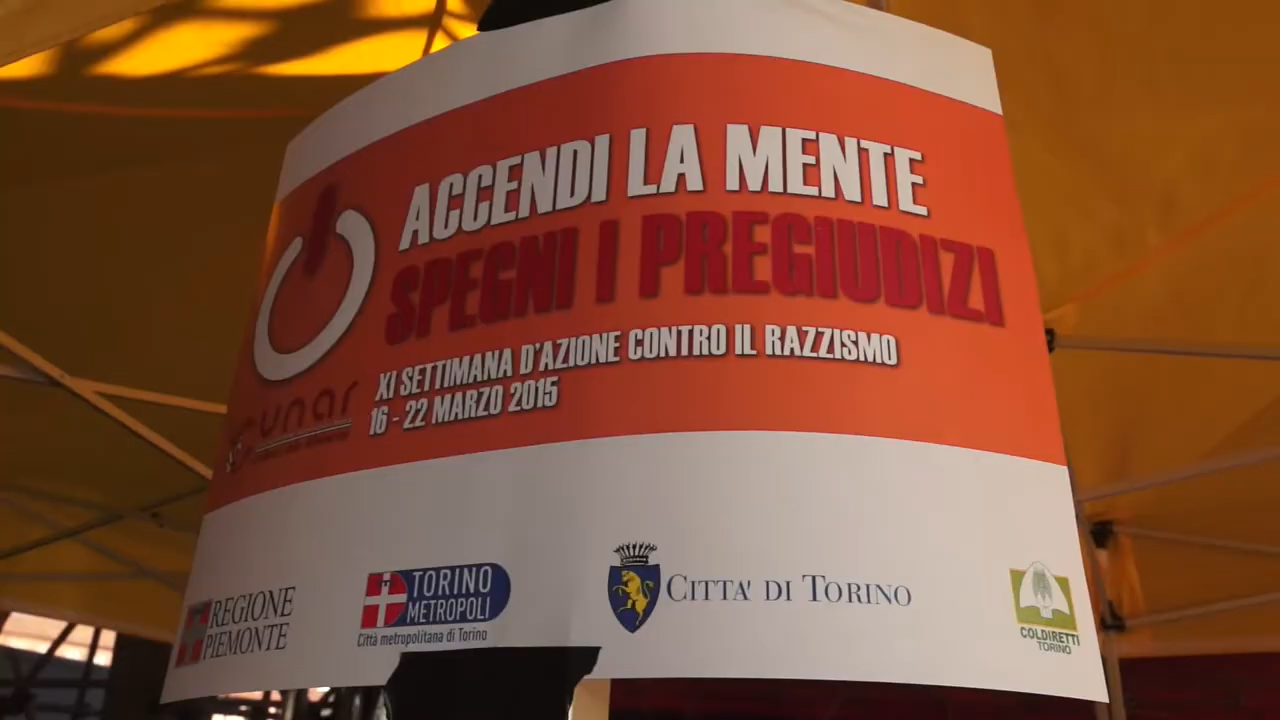 ACCENDI LA MENTE
SPEGNI I PREGIUDIZI
XI SETTIMANA D'AZIONE CONTRO IL RAZZISMO
16 - 22 MARZO 2015
unar
REGIONE
PIEMONTE
TORINO
METROPOLI
Città metropolitana di Torino
CITTA' DI TORINO
COLDIRETTI
TORINO